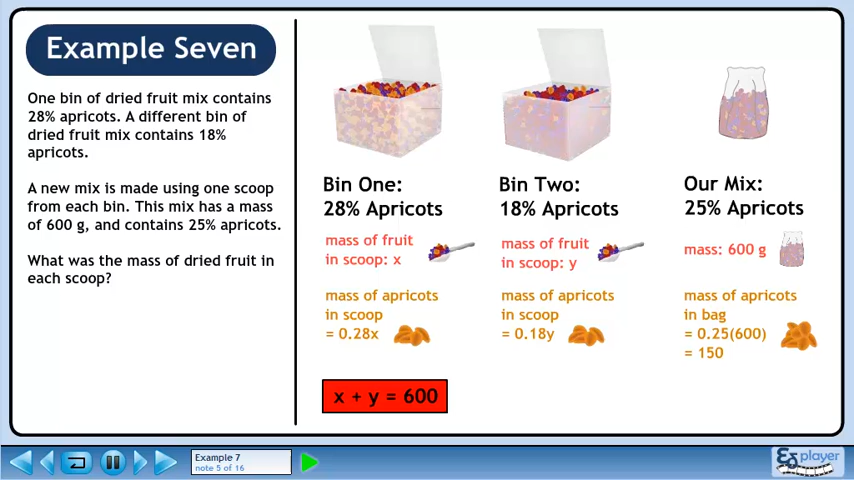 Example Seven
One bin of dried fruit mix contains
28% apricots. A different bin of
dried fruit mix contains 18%
apricots.
A new mix is made using one scoop
from each bin. This mix has a mass
of 600 g, and contains 25% apricots.
What was the mass of dried fruit in
each scoop?
Bin One:
28% Apricots
mass of fruit
in scoop: x
mass of apricots
in scoop
= 0.28x
Bin Two:
18% Apricots
mass of fruit
in scoop: y
mass of apricots
in scoop
= 0.18y
Our Mix:
25% Apricots
mass: 600 g
mass of apricots
in bag
= 0.25(600)
= 150
x + y = 600
Example 7
note 5 of 16
player